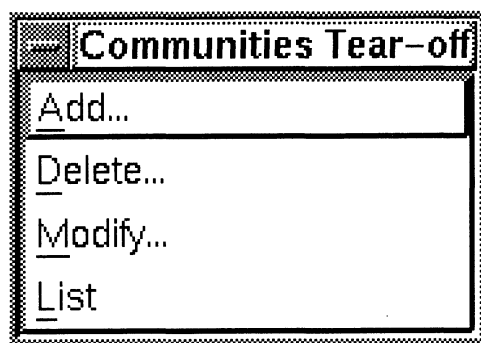 Communities Tear-off
Add...
Delete...
Modify...
List